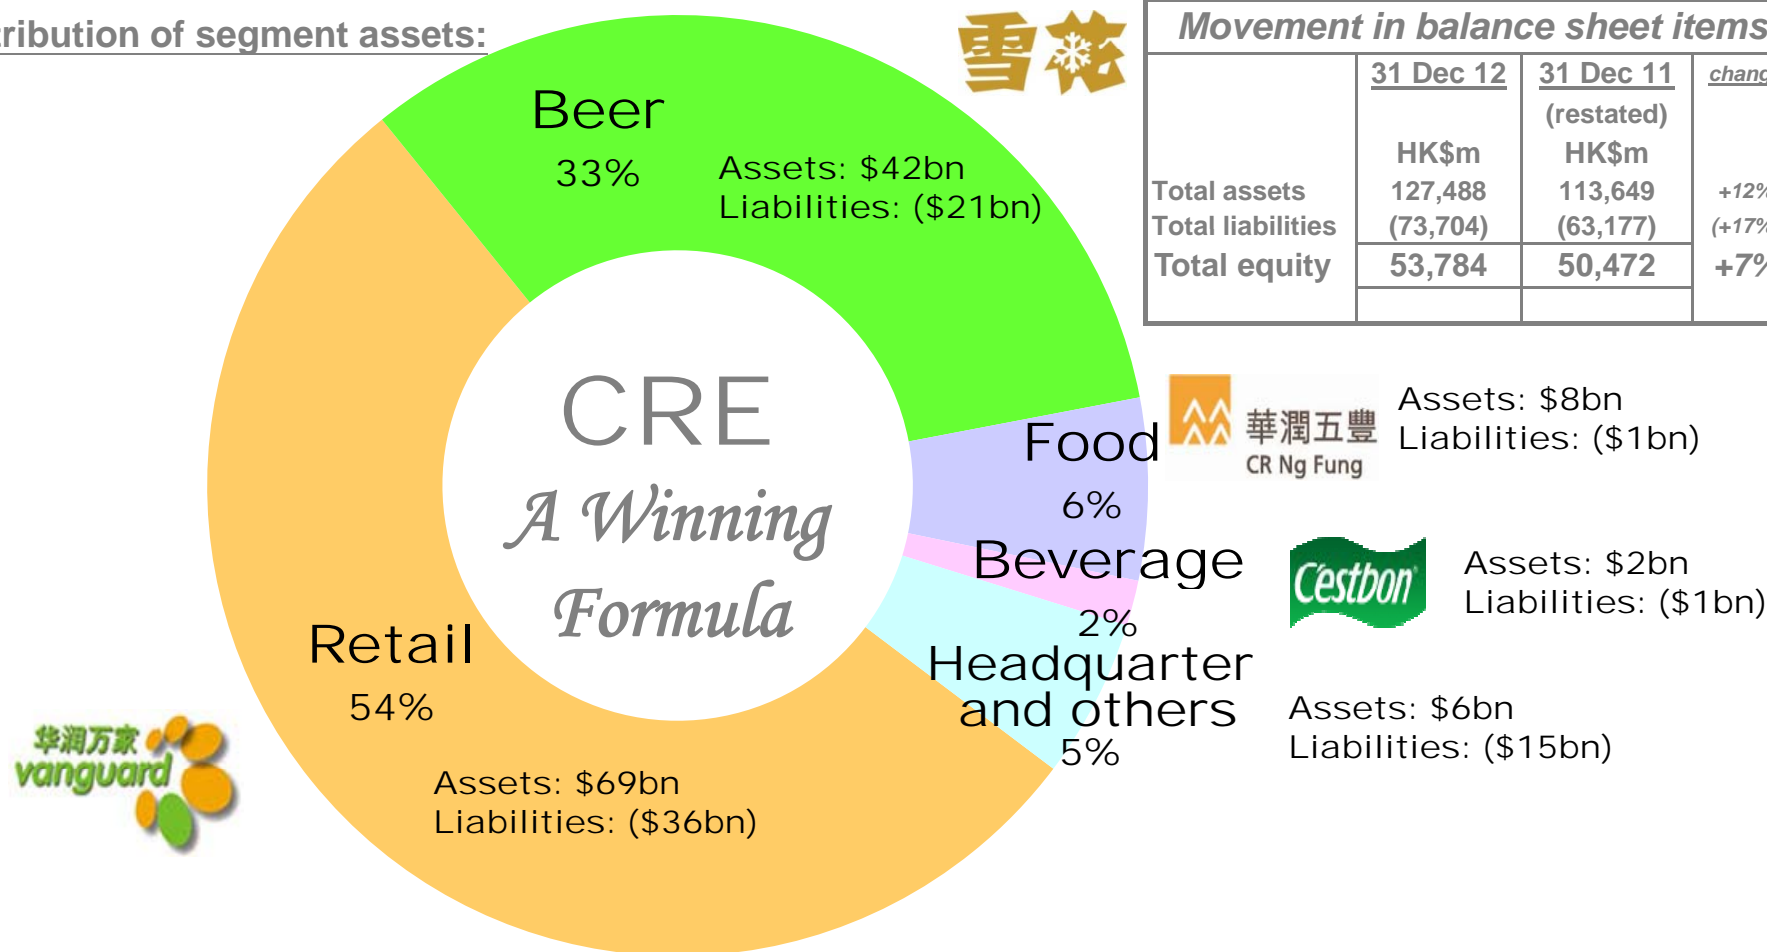 tribution of segment assets:
雪花
Movement in balance sheet items
31 Dec 12 31 Dec 11 chang
(restated)
HK$m HK$m
Total assets 127,488 113,649 +12%
Total liabilities (73,704) (63,177) (+17%
Total equity 53,784 50,472 +7%
Beer
33%
Assets: $42bn
Liabilities: ($21bn)
CRE
A Winning
Formula
Food
6%
華潤五豐
CR Ng Fung
Assets: $8bn
Liabilities: ($1bn)
Beverage
2%
C'estbon
Assets: $2bn
Liabilities: ($1bn)
Headquarter
and others
5%
Assets: $6bn
Liabilities: ($15bn)
Retail
54%
华润万家
vanguard
Assets: $69bn
Liabilities: ($36bn)